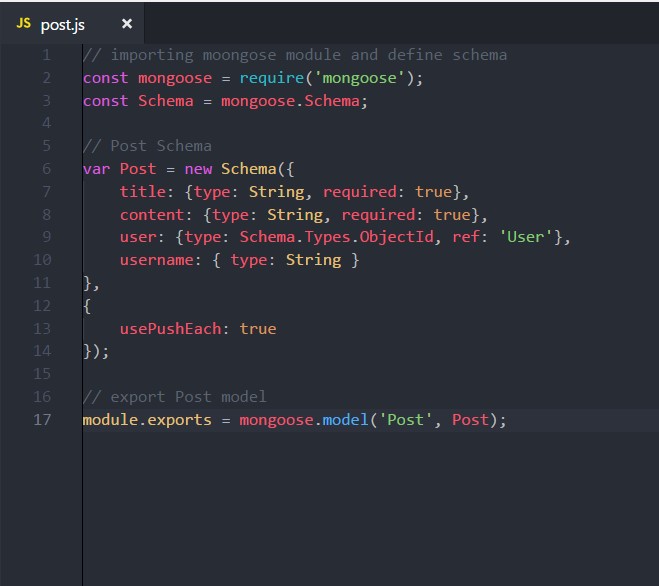 JS post.js ×
1 // importing moongose module and define schema
2 const mongoose = require('mongoose');
3 const Schema = mongoose.Schema;
4
5 // Post Schema
6 var Post = new Schema({
7     title: {type: String, required: true},
8     content: {type: String, required: true},
9     user: {type: Schema.Types.ObjectId, ref: 'User'},
10     username: { type: String }
11 },
12 {
13     usePushEach: true
14 });
15
16 // export Post model
17 module.exports = mongoose.model('Post', Post);